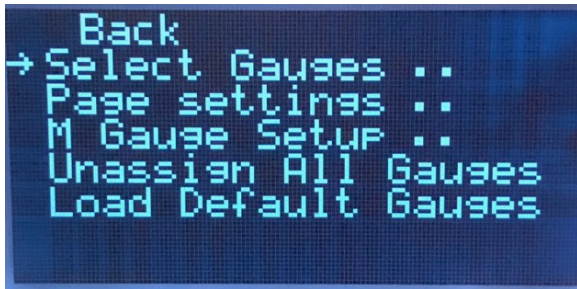 Back
→Select Gauges ..
Page settings ..
M Gauge Setup ..
Unassign All Gauges
Load Default Gauges